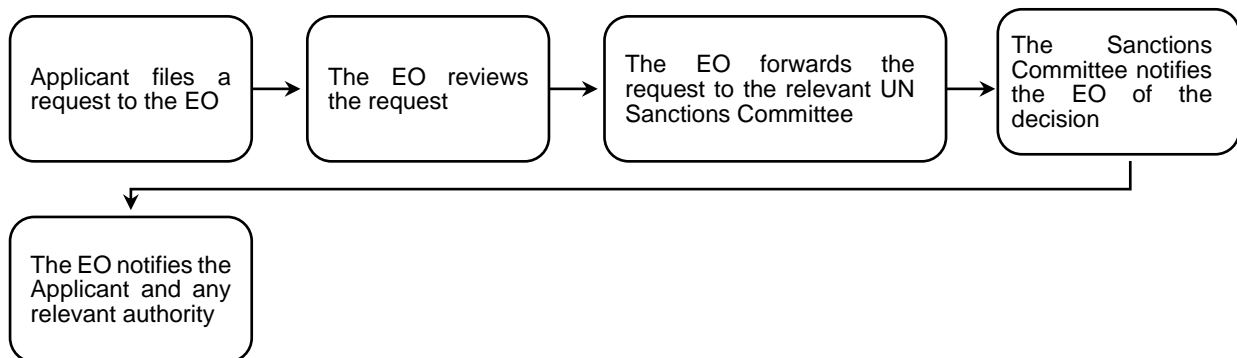 Applicant files a
request to the EO
The EO reviews
the request
The EO forwards the
request to the relevant UN
Sanctions Committee
The Sanctions
Committee notifies
the EO of the
decision
The EO notifies the
Applicant and any
relevant authority